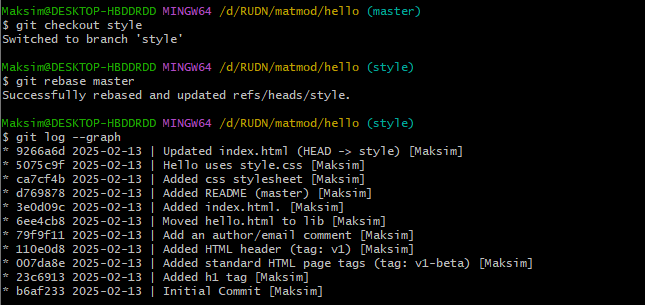 Maksim@DESKTOP-HBDDRDD MINGW64 /d/RUDN/matmod/hello (master)
$ git checkout style
Switched to branch 'style'
Maksim@DESKTOP-HBDDRDD MINGW64 /d/RUDN/matmod/hello (style)
$ git rebase master
Successfully rebased and updated refs/heads/style.
Maksim@DESKTOP-HBDDRDD MINGW64 /d/RUDN/matmod/hello (style)
$ git log --graph
* 9266a6d 2025-02-13 | Updated index.html (HEAD -> style) [Maksim]
* 5075c9f 2025-02-13 | Hello uses style.css [Maksim]
* ca7cf4b 2025-02-13 | Added css stylesheet [Maksim]
* d769878 2025-02-13 | Added README (master) [Maksim]
* 3e0d09c 2025-02-13 | Added index.html. [Maksim]
* 6ee4cb8 2025-02-13 | Moved hello.html to lib [Maksim]
* 79f9f11 2025-02-13 | Add an author/email comment [Maksim]
* 110e0d8 2025-02-13 | Added HTML header (tag: v1) [Maksim]
* 007da8e 2025-02-13 | Added standard HTML page tags (tag: v1-beta) [Maksim]
* 23c6913 2025-02-13 | Added h1 tag [Maksim]
* b6af233 2025-02-13 | Initial Commit [Maksim]